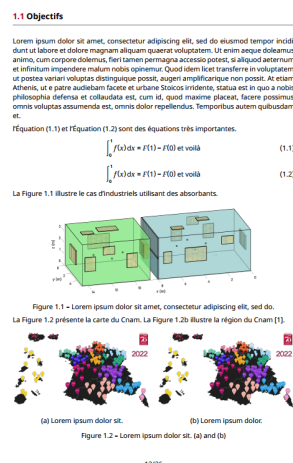 1.1 Objectifs
Lorem ipsum dolor sit amet, consectetur adipiscing elit, sed do eiusmod tempor incidi
dunt ut labore et dolore magnam aliquam quaerat voluptatem. Ut enim aeque doleamus
animo, cum corpore dolemus, fieri tamen permagna accessio potest, si aliquod aeternum
et infinitum impendere malum nobis opinemur. Quod idem licet transferre in voluptatem,
ut postea variari voluptas distinguique possit, augeri amplificarique non possit. At etiam
Athenis, ut e patre audiebam facete et urbane Stoicos irridente, statua est in quo a nobis
philosophia defensa et collaudata est, cum id, quod maxime placeat, facere possimus,
omnis voluptas assumenda est, omnis dolor repellendus. Temporibus autem quibusdam
et.
l'Équation (1.1) et l'Équation (1.2) sont des équations très importantes.
∫₀¹ f(x) dx = F(1) − F(0) et voilà (1.1)
∫₀¹ f(x) dx = F(1) − F(0) et voilà (1.2)
La Figure 1.1 illustre le cas d'industriels utilisant des absorbants.
z (m)
y (m)
x (m)
Figure 1.1 – Lorem ipsum dolor sit amet, consectetur adipiscing elit, sed do.
La Figure 1.2 présente la carte du Cnam. La Figure 1.2b illustre la région du Cnam [1].
2022
2022
(a) Lorem ipsum dolor sit.
(b) Lorem ipsum dolor.
Figure 1.2 – Lorem ipsum dolor sit. (a) and (b)